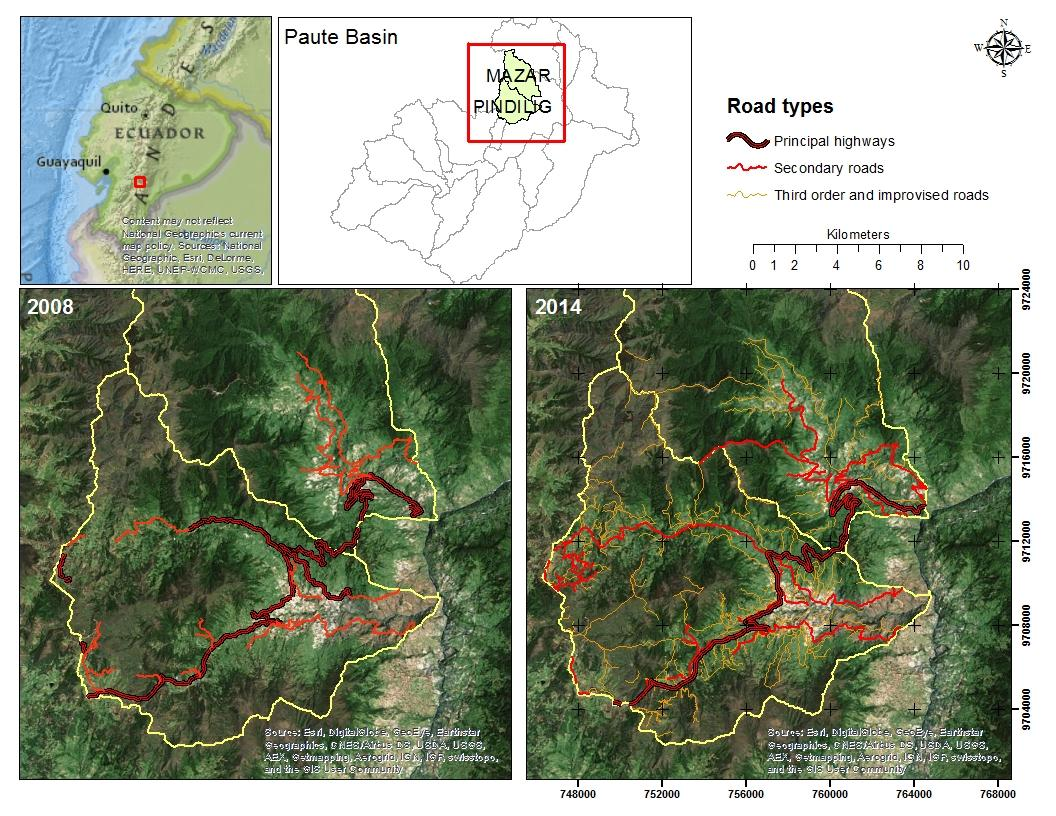 Quito
ECUADOR
ANDES
Guayaquil
Content may not reflect
National Geographic's current
map policy. Sources: National
Geographic, Esri, DeLorme,
HERE, UNEP-WCMC, USGS,
Paute Basin
MAZAR
PINDILIG
N
W E
S
Road types
Principal highways
Secondary roads
Third order and improvised roads
Kilometers
0 1 2 4 6 8 10
2008
Source: Esri, DigitalGlobe, GeoEye, Earthstar
Geographics, CNES/Airbus DS, USDA, USGS,
AEX, Getmapping, Aerogrid, IGN, IGP, swisstopo,
and the GIS User Community
2014
Source: Esri, DigitalGlobe, GeoEye, Earthstar
Geographics, CNES/Airbus DS, USDA, USGS,
AEX, Getmapping, Aerogrid, IGN, IGP, swisstopo,
and the GIS User Community
9724000
9720000
9716000
9712000
9708000
9704000
748000 752000 756000 760000 764000 768000